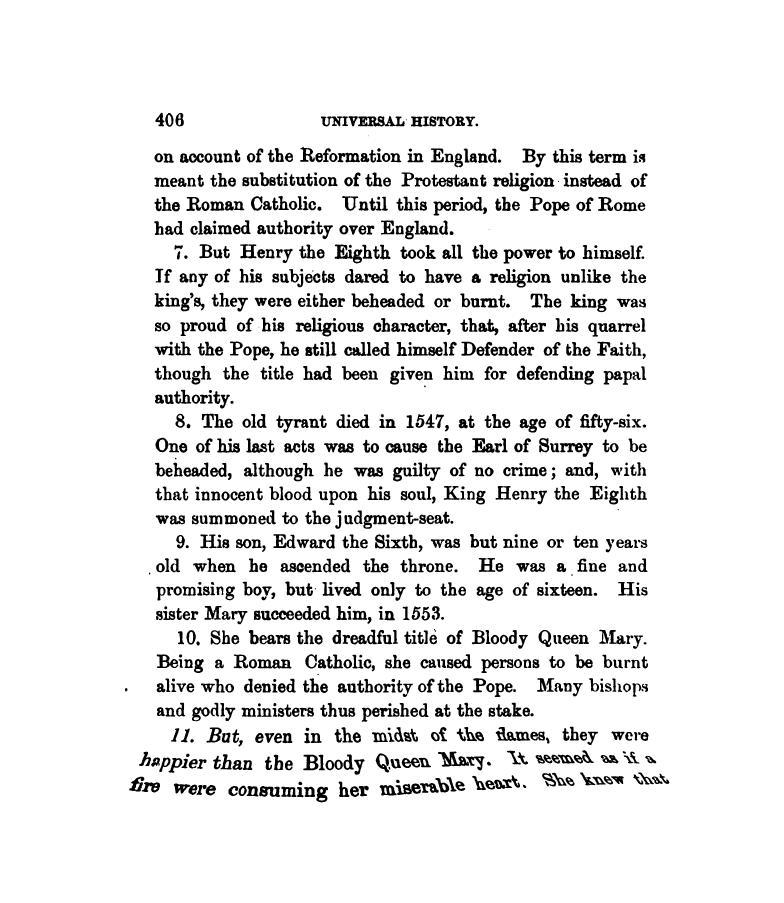 406 UNIVERSAL HISTORY.
on account of the Reformation in England. By this term is
meant the substitution of the Protestant religion instead of
the Roman Catholic. Until this period, the Pope of Rome
had claimed authority over England.
7. But Henry the Eighth took all the power to himself.
If any of his subjects dared to have a religion unlike the
king's, they were either beheaded or burnt. The king was
so proud of his religious character, that, after his quarrel
with the Pope, he still called himself Defender of the Faith,
though the title had been given him for defending papal
authority.
8. The old tyrant died in 1547, at the age of fifty-six.
One of his last acts was to cause the Earl of Surrey to be
beheaded, although he was guilty of no crime; and, with
that innocent blood upon his soul, King Henry the Eighth
was summoned to the judgment-seat.
9. His son, Edward the Sixth, was but nine or ten years
old when he ascended the throne. He was a fine and
promising boy, but lived only to the age of sixteen. His
sister Mary succeeded him, in 1553.
10. She bears the dreadful title of Bloody Queen Mary.
Being a Roman Catholic, she caused persons to be burnt
alive who denied the authority of the Pope. Many bishops
and godly ministers thus perished at the stake.
11. But, even in the midst of the flames, they were
happier than the Bloody Queen Mary. It seemed as if a
fire were consuming her miserable heart. She knew that